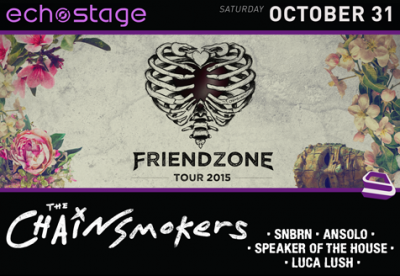 echostage
SATURDAY OCTOBER 31
FRIENDZONE
TOUR 2015
THE
CHAINSMOKERS
• SNBRN • ANSOLO •
• SPEAKER OF THE HOUSE •
• LUCA LUSH •